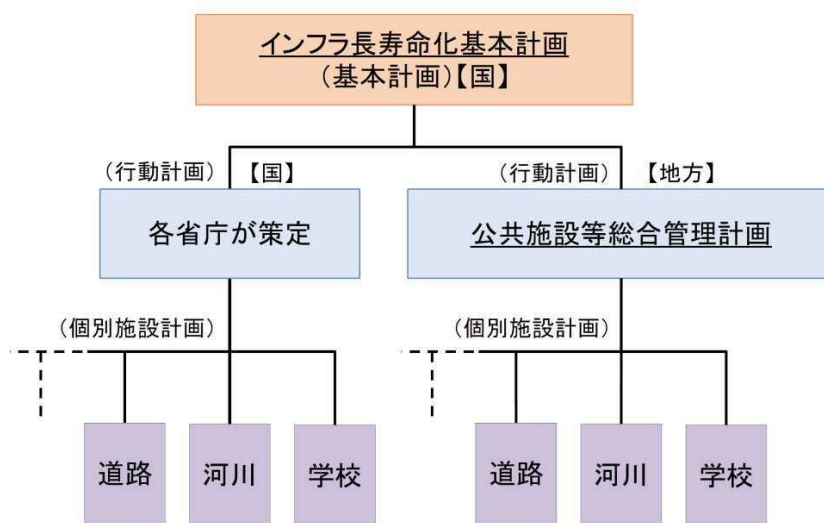 インフラ長寿命化基本計画
(基本計画)【国】
(行動計画) 【国】
(行動計画) 【地方】
各省庁が策定
公共施設等総合管理計画
(個別施設計画)
(個別施設計画)
道路
河川
学校
道路
河川
学校